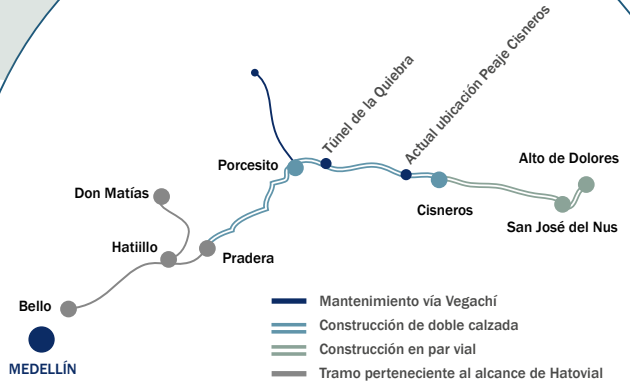 Túnel de la Quiebra
Actual ubicación Peaje Cisneros
Porcesito
Alto de Dolores
Don Matías
Cisneros
San José del Nus
Hatiillo
Pradera
Bello
MEDELLÍN
Mantenimiento vía Vegachí
Construcción de doble calzada
Construcción en par vial
Tramo perteneciente al alcance de Hatovial